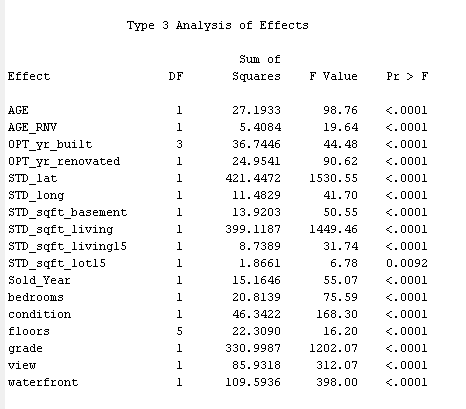 Type 3 Analysis of Effects
Sum of
Effect DF Squares F Value Pr > F
AGE 1 27.1933 98.76 <.0001
AGE_RNV 1 5.4084 19.64 <.0001
OPT_yr_built 3 36.7446 44.48 <.0001
OPT_yr_renovated 1 24.9541 90.62 <.0001
STD_lat 1 421.4472 1530.55 <.0001
STD_long 1 11.4829 41.70 <.0001
STD_sqft_basement 1 13.9203 50.55 <.0001
STD_sqft_living 1 399.1187 1449.46 <.0001
STD_sqft_living15 1 8.7389 31.74 <.0001
STD_sqft_lot15 1 1.8661 6.78 0.0092
Sold_Year 1 15.1646 55.07 <.0001
bedrooms 1 20.8139 75.59 <.0001
condition 1 46.3422 168.30 <.0001
floors 5 22.3090 16.20 <.0001
grade 1 330.9987 1202.07 <.0001
view 1 85.9318 312.07 <.0001
waterfront 1 109.5936 398.00 <.0001